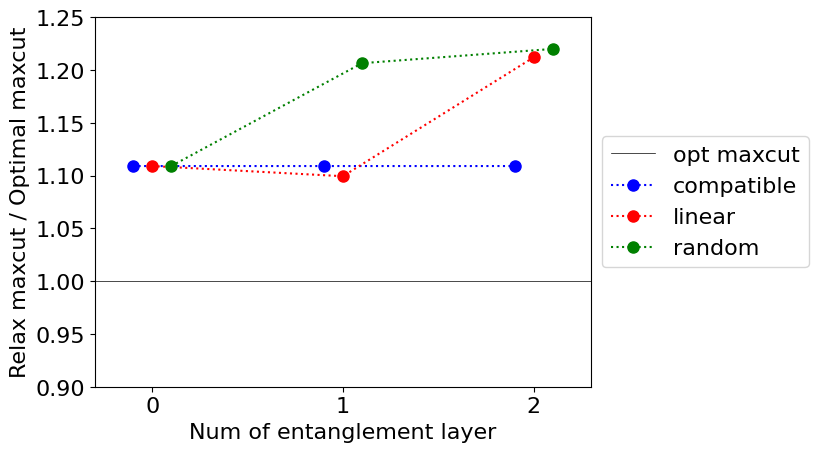 Relax maxcut / Optimal maxcut
1.25
1.20
1.15
1.10
1.05
1.00
0.95
0.90
0
1
2
Num of entanglement layer
opt maxcut
compatible
linear
random